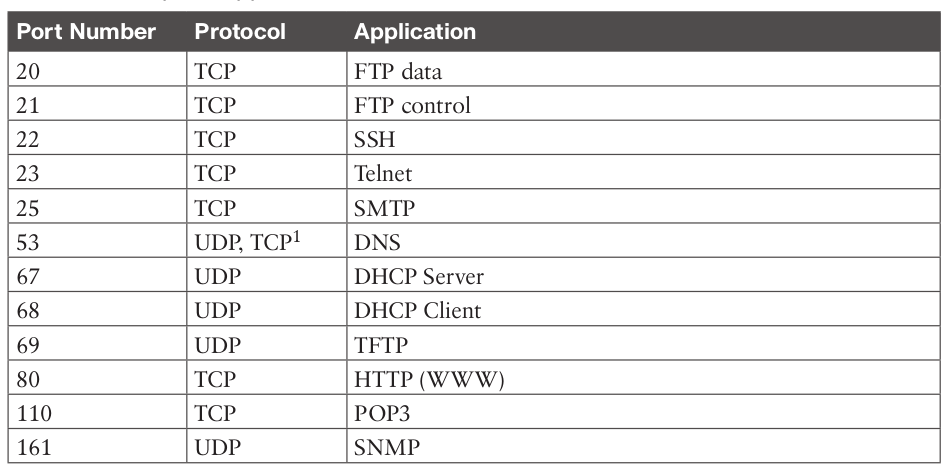 Port Number Protocol Application
20 TCP FTP data
21 TCP FTP control
22 TCP SSH
23 TCP Telnet
25 TCP SMTP
53 UDP, TCP1 DNS
67 UDP DHCP Server
68 UDP DHCP Client
69 UDP TFTP
80 TCP HTTP (WWW)
110 TCP POP3
161 UDP SNMP